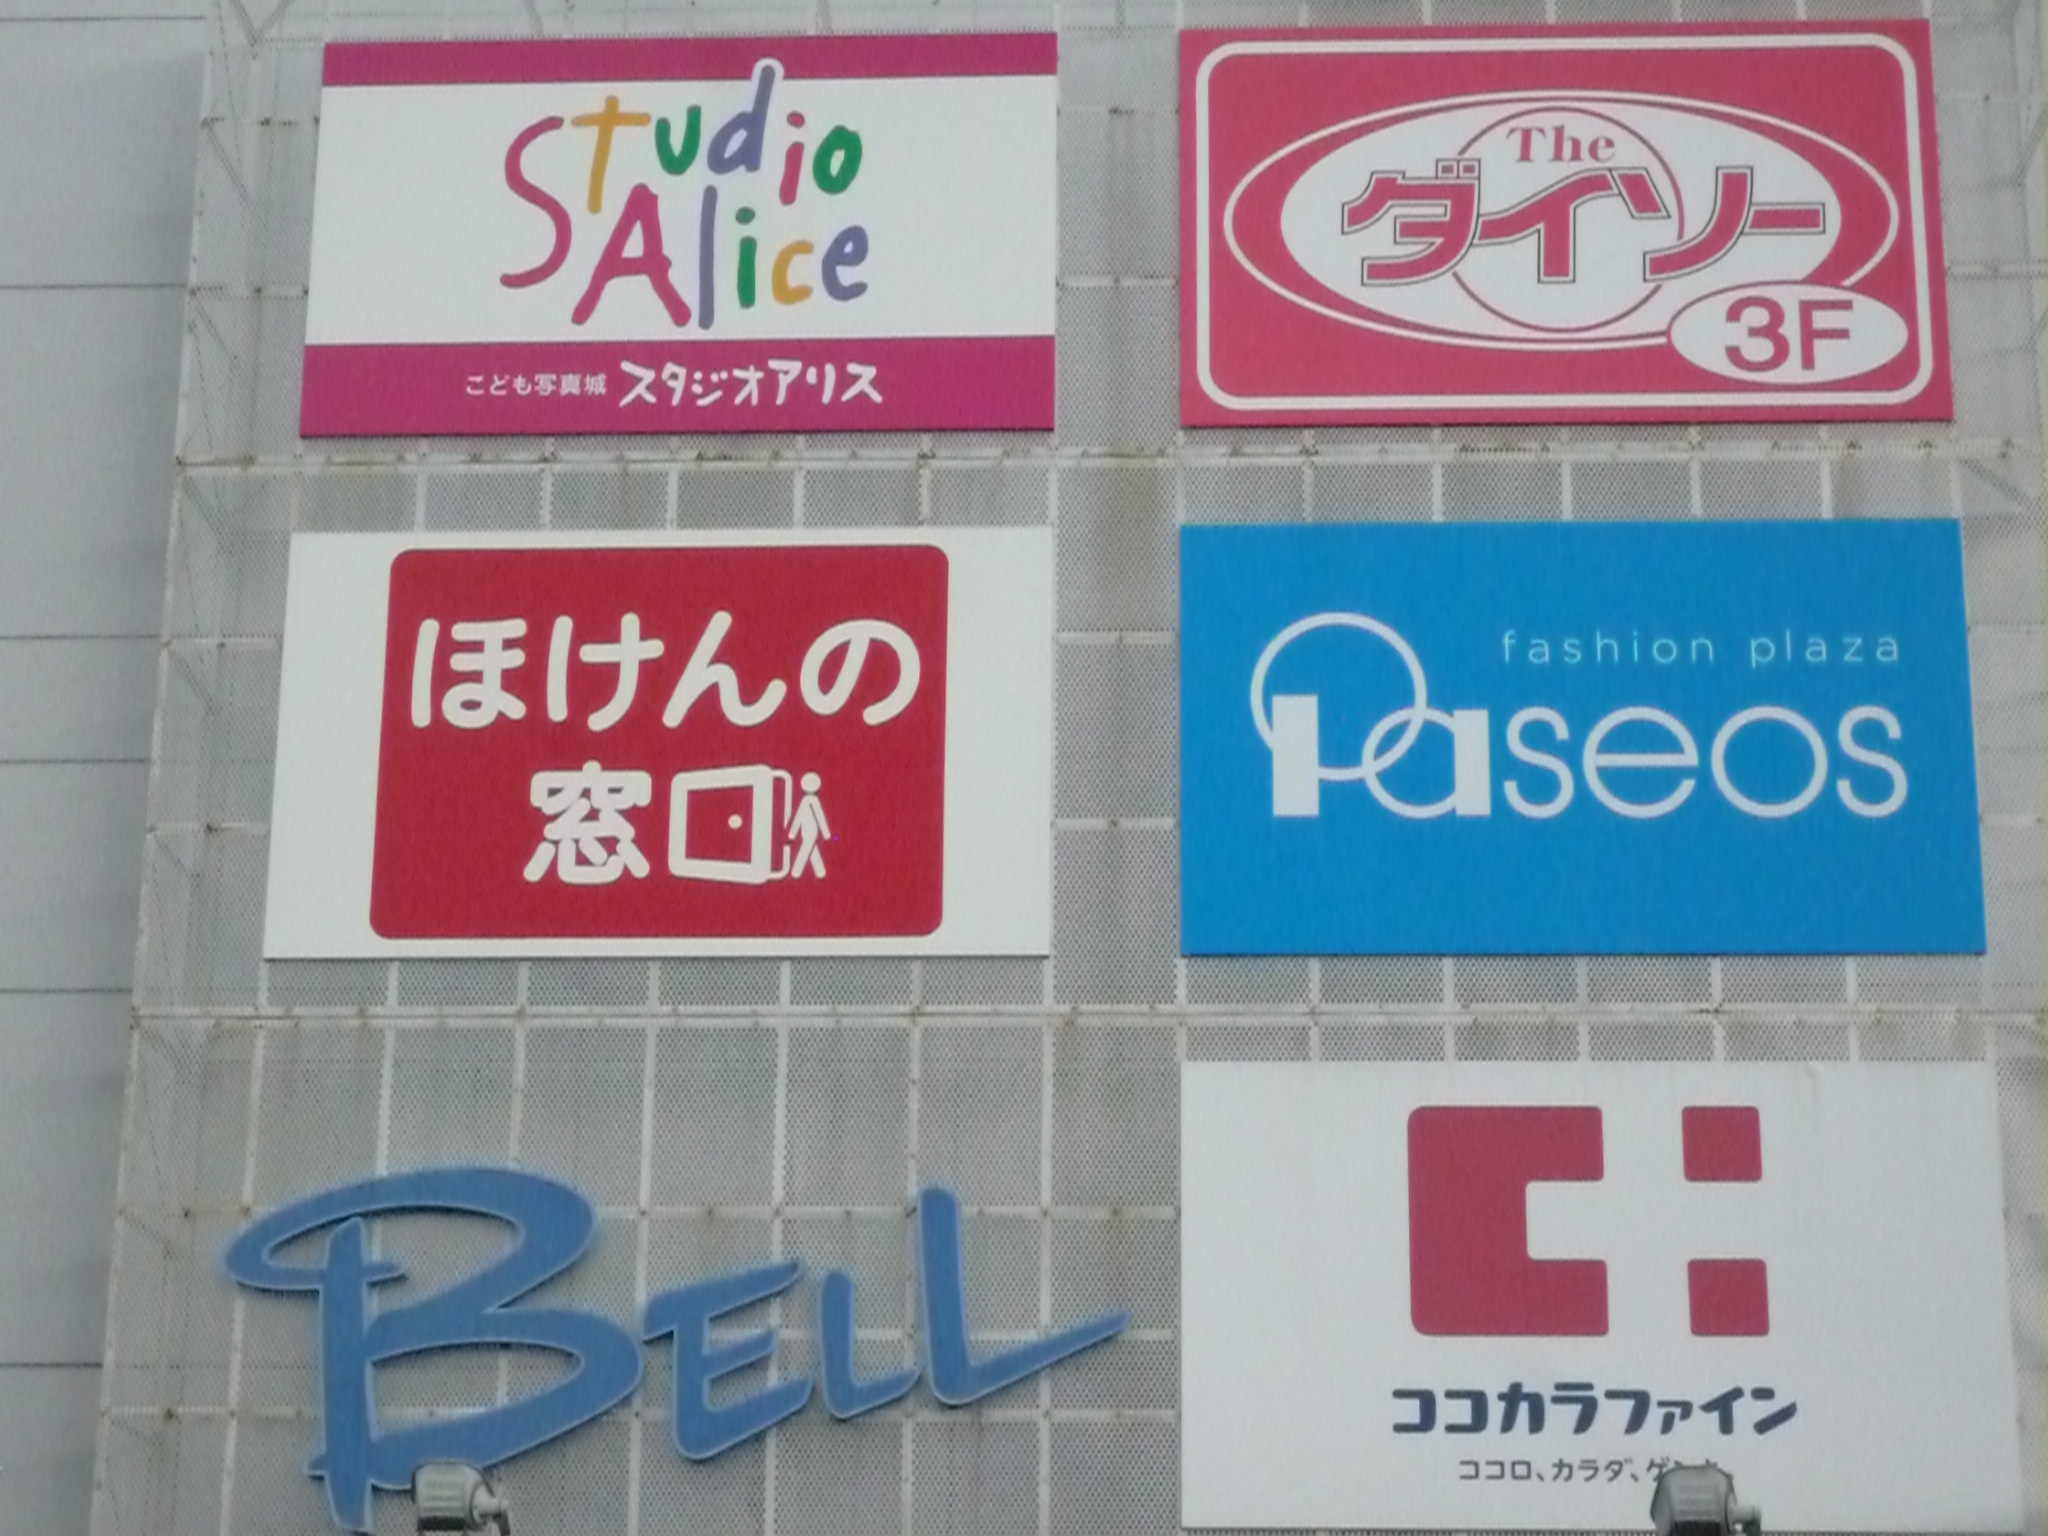 Studio
Alice
こども写真城 スタジオアリス
The
ダイソー
3F
ほけんの
窓口
fashion plaza
Paseos
BELL
ココカラファイン
ココロ、カラダ、